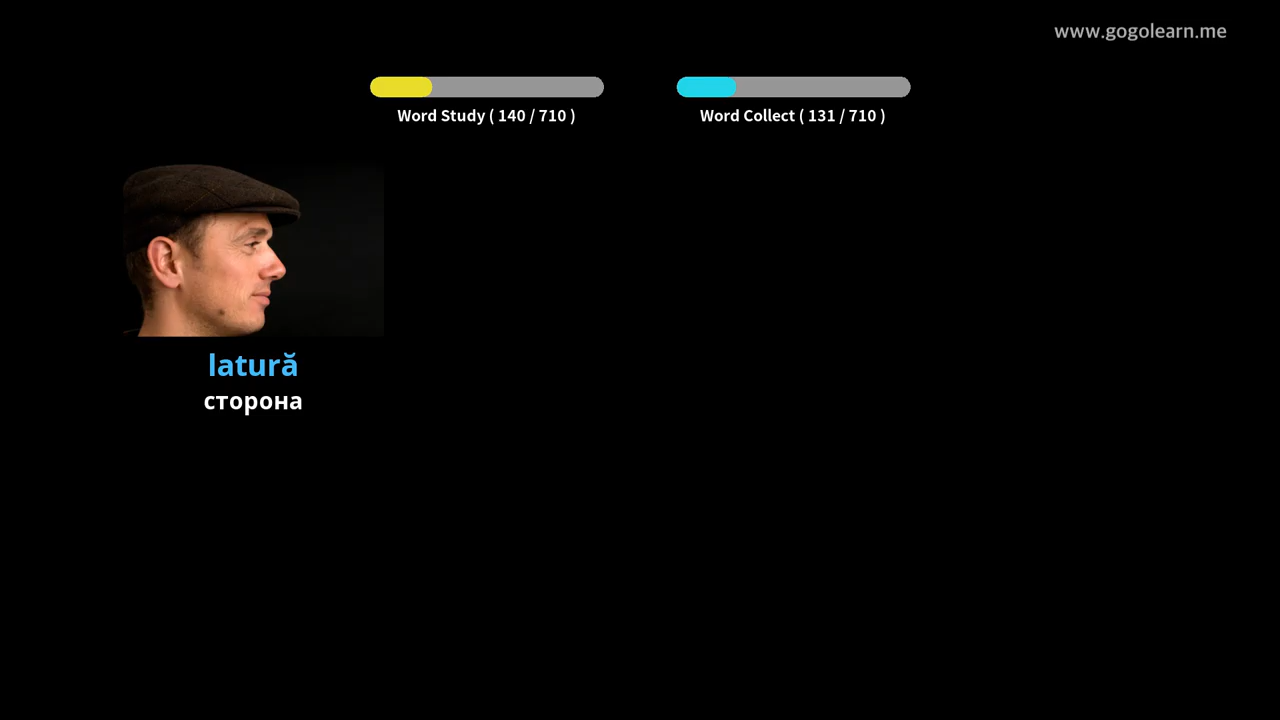 www.gogolearn.me
Word Study ( 140 / 710 )
Word Collect ( 131 / 710 )
latură
сторона